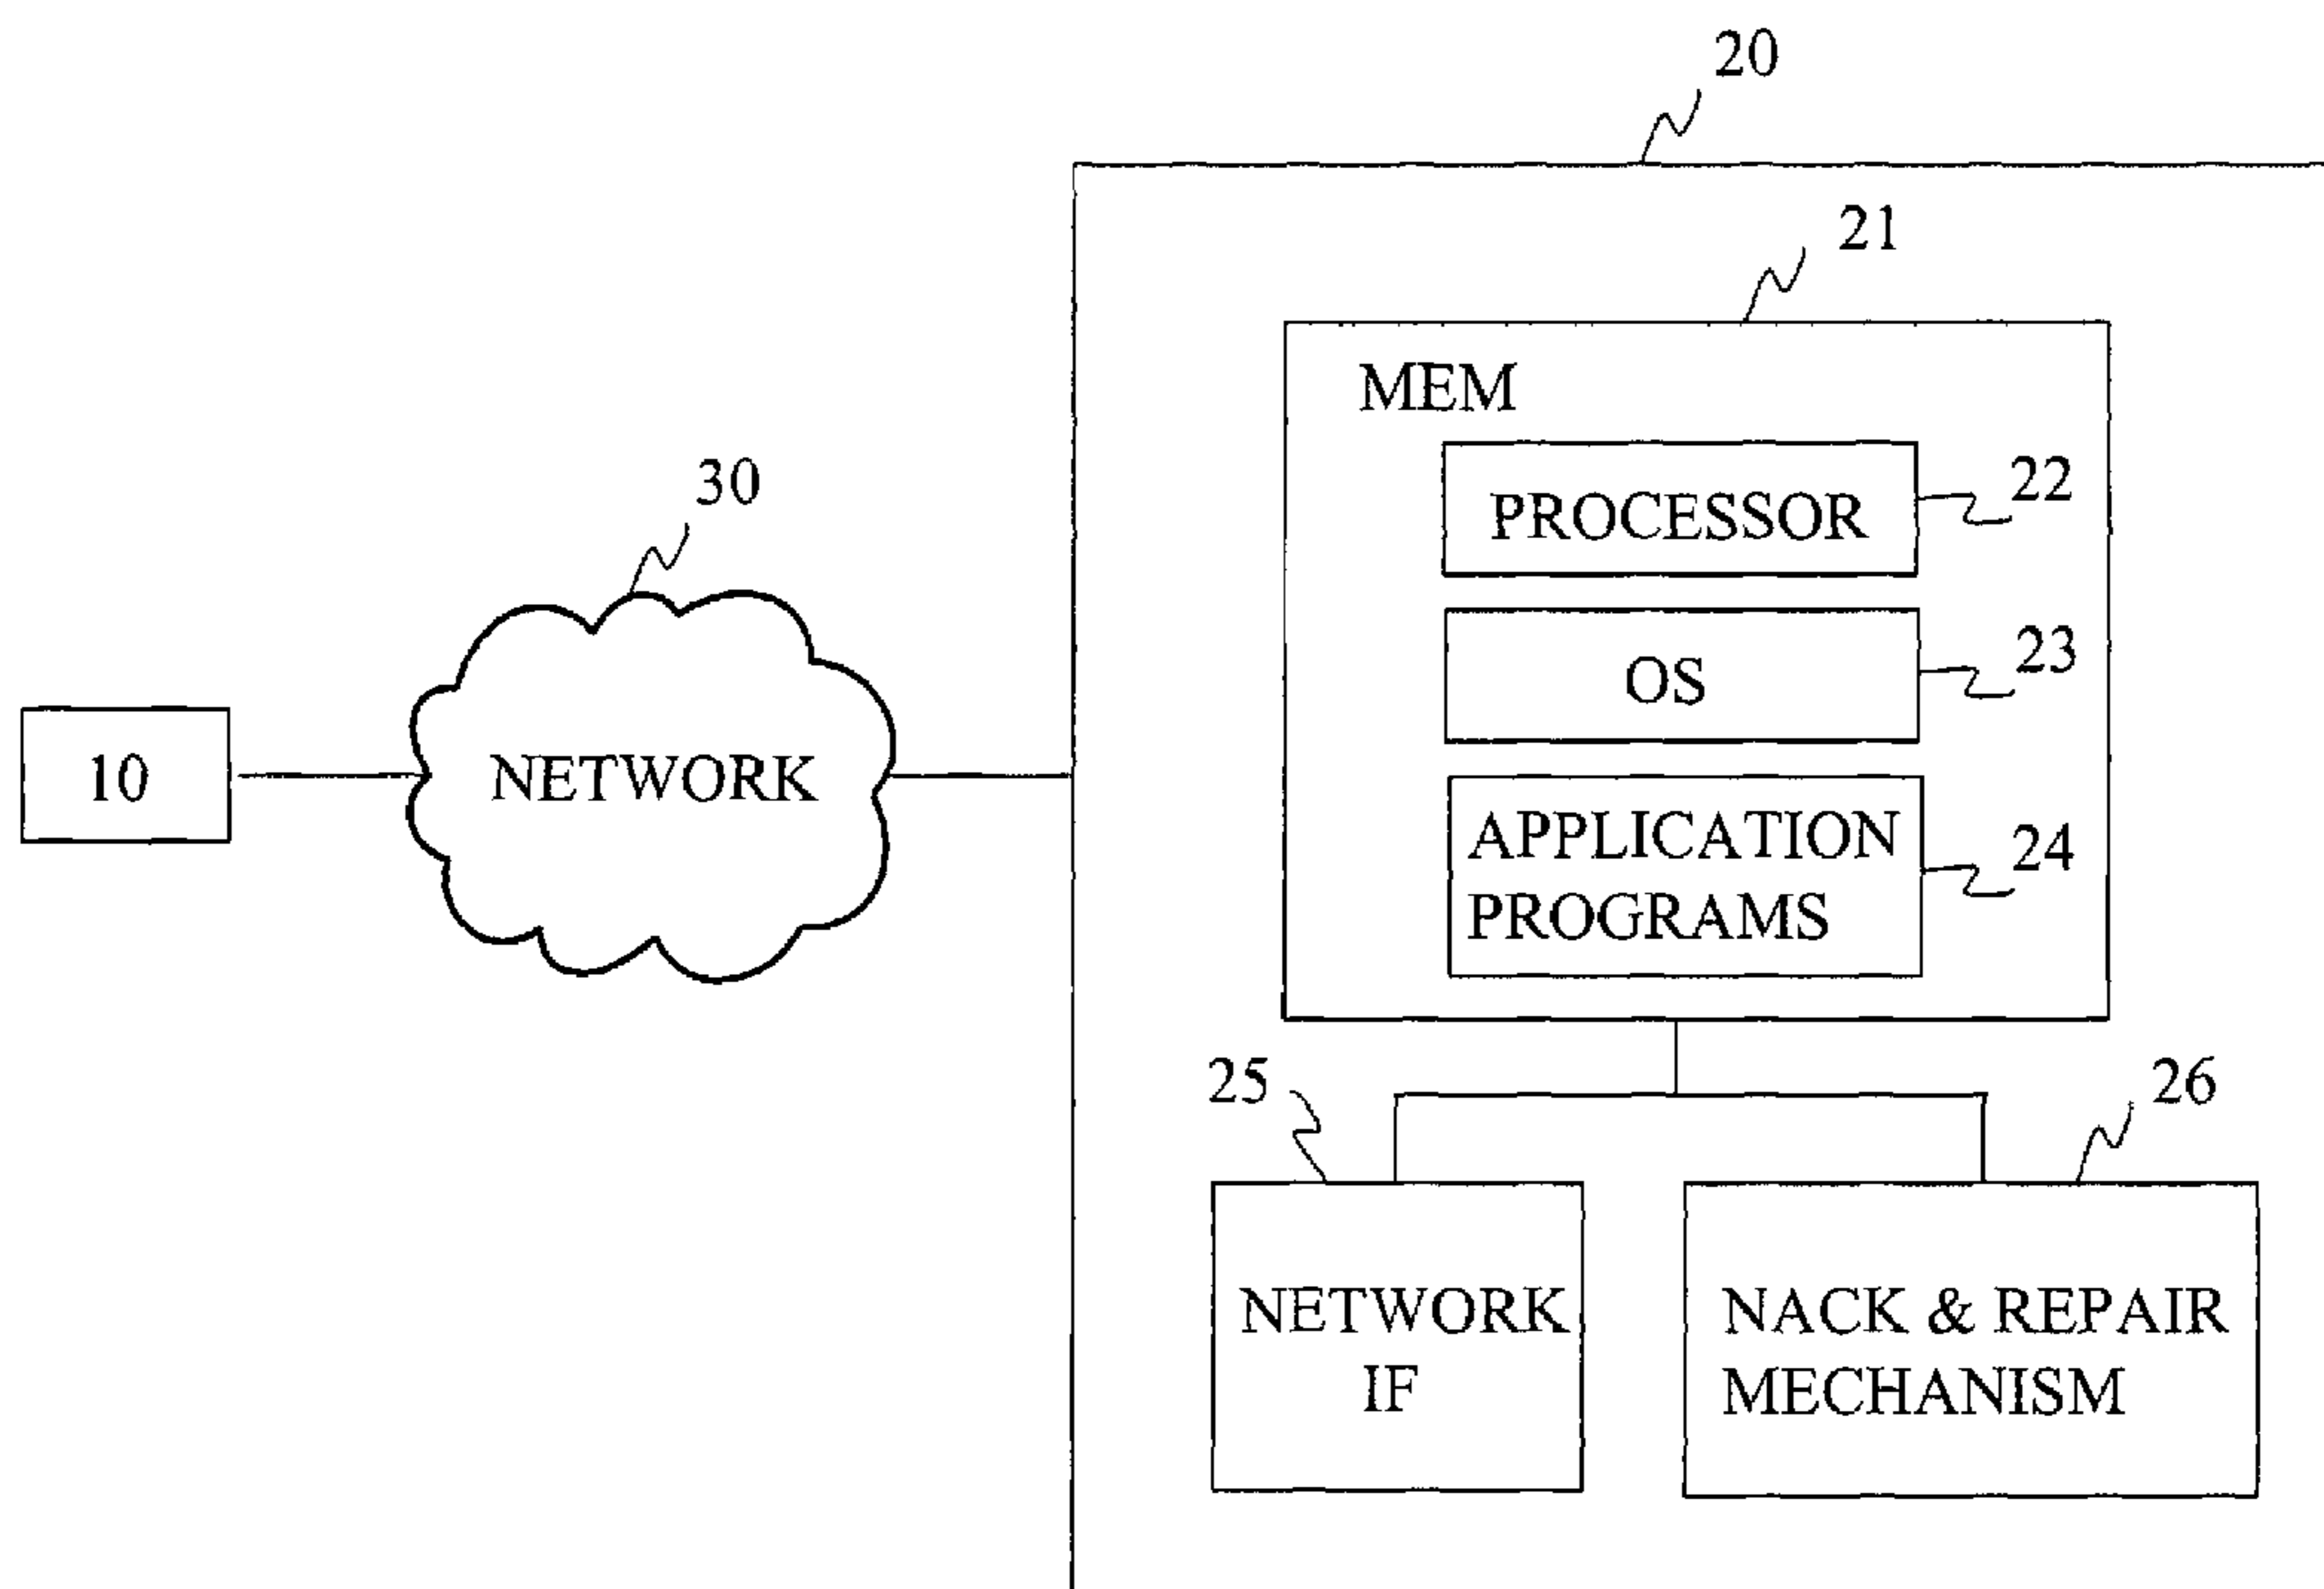 20
21
MEM
PROCESSOR
22
OS
23
APPLICATION
PROGRAMS
24
30
NETWORK
10
25
26
NETWORK
IF
NACK & REPAIR
MECHANISM